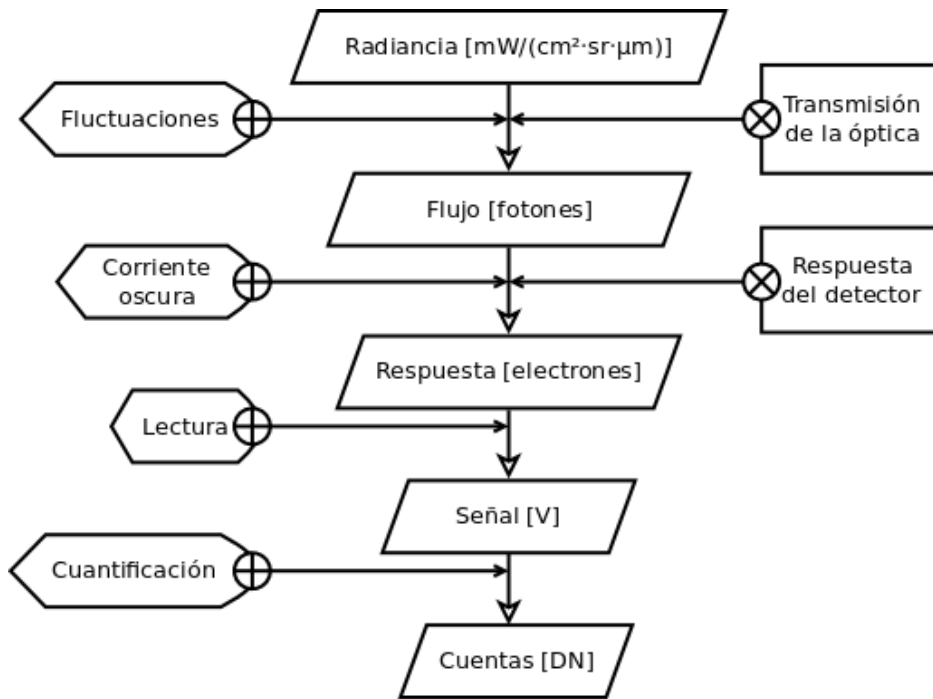 Radiancia [mW/(cm²·sr·μm)]
Fluctuaciones
Transmisión
de la óptica
Flujo [fotones]
Corriente
oscura
Respuesta
del detector
Respuesta [electrones]
Lectura
Señal [V]
Cuantificación
Cuentas [DN]